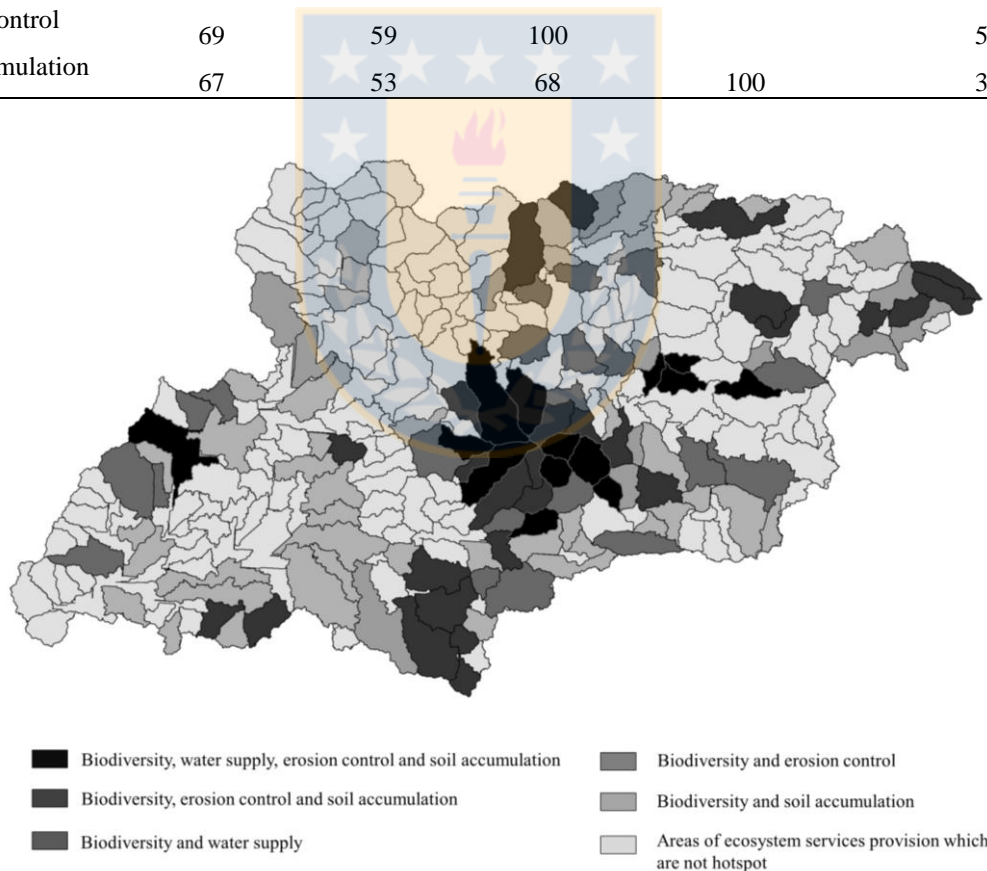 ontrol
69 59 100 5
mulation
67 53 68 100 3
Biodiversity, water supply, erosion control and soil accumulation
Biodiversity, erosion control and soil accumulation
Biodiversity and water supply
Biodiversity and erosion control
Biodiversity and soil accumulation
Areas of ecosystem services provision which
are not hotspot